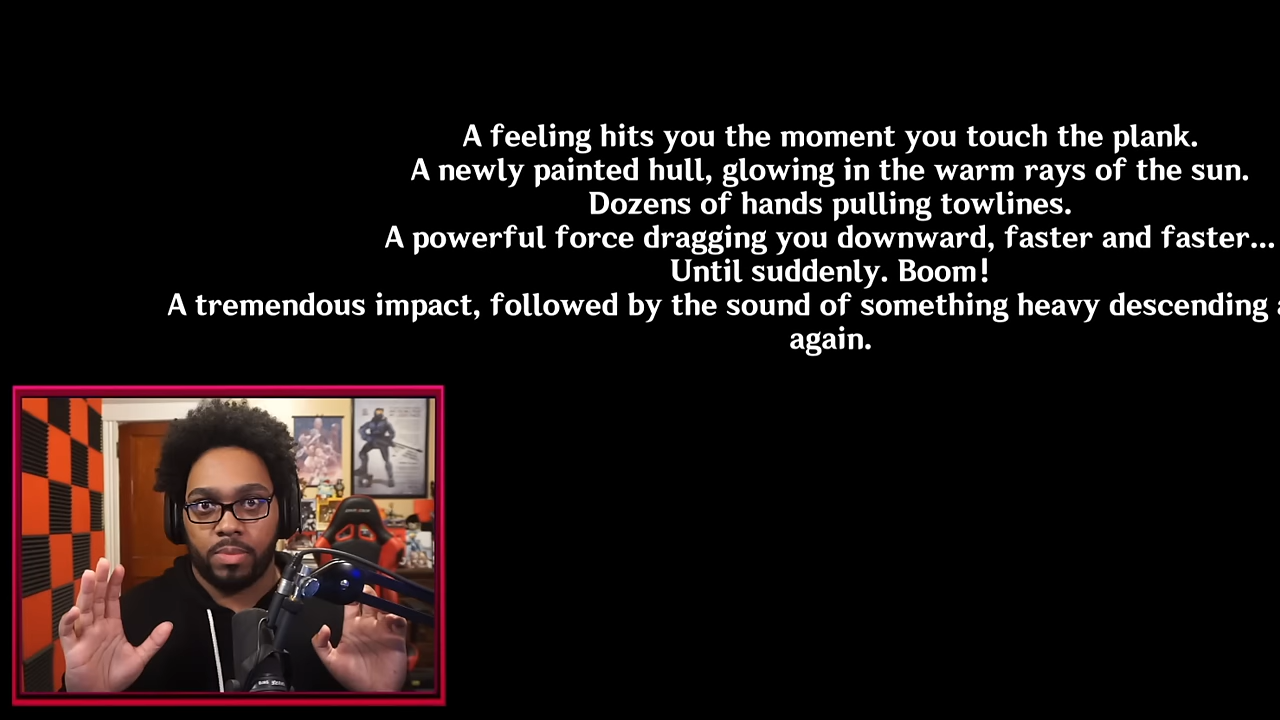 A feeling hits you the moment you touch the plank.
A newly painted hull, glowing in the warm rays of the sun.
Dozens of hands pulling towlines.
A powerful force dragging you downward, faster and faster...
Until suddenly. Boom!
A tremendous impact, followed by the sound of something heavy descending
again.